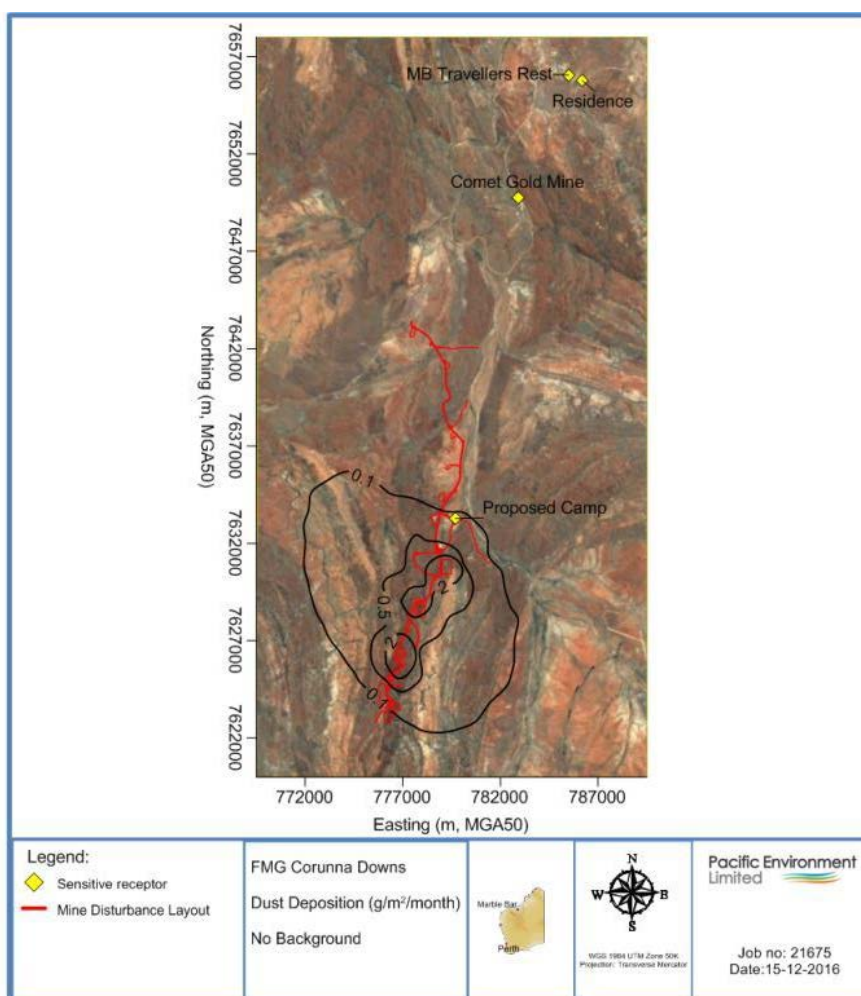 MB Travellers Rest
Residence
Comet Gold Mine
Proposed Camp
0.1
2
0.5
2
0.1
0.1
Northing (m, MGA50)
7657000
7652000
7647000
7642000
7637000
7632000
7627000
7622000
772000 777000 782000 787000
Easting (m, MGA50)
Legend:
Sensitive receptor
Mine Disturbance Layout
FMG Corunna Downs
Dust Deposition (g/m²/month)
No Background
Marble Bar
Perth
N
W E
S
WGS 1984 UTM Zone 50K
Projection: Transverse Mercator
Pacific Environment
Limited
Job no: 21675
Date:15-12-2016